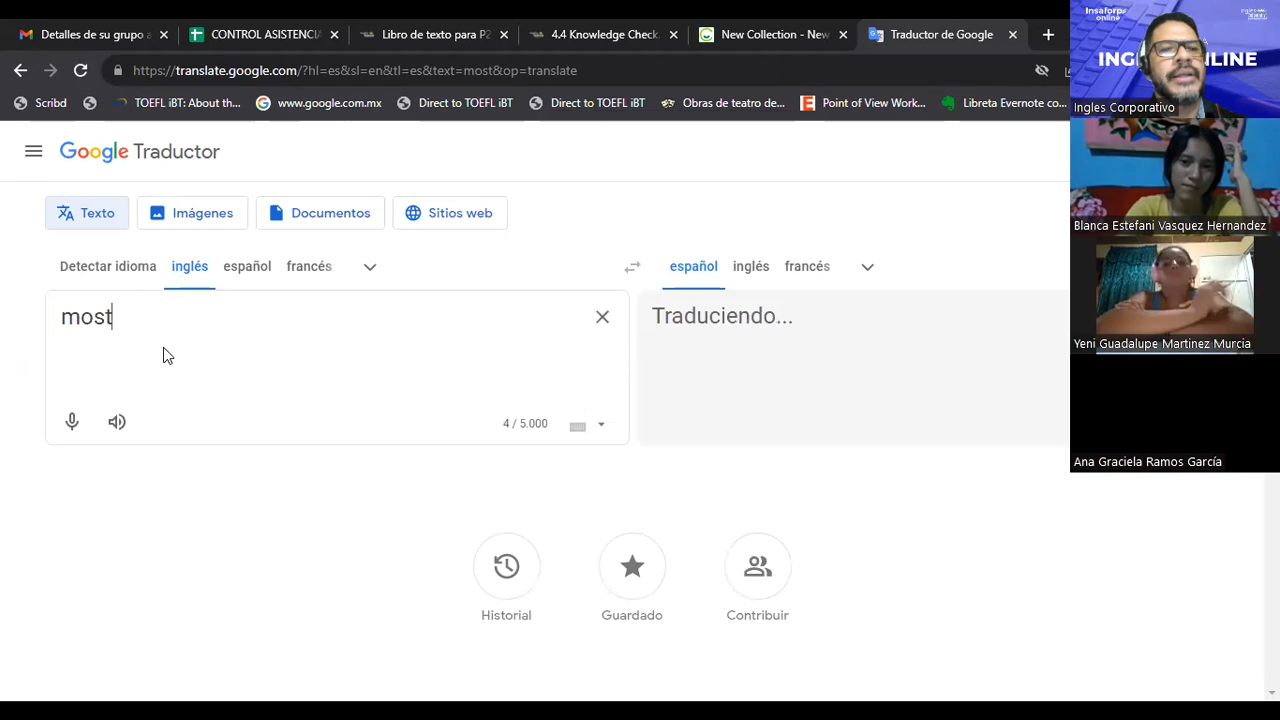 Detalles de su grupo a
CONTROL ASISTENCIA
Libro de texto para P2
4.4 Knowledge Check
New Collection - New
Traductor de Google
https://translate.google.com/?hl=es&sl=en&tl=es&text=most&op=translate
Scribd
TOEFL iBT: About th...
www.google.com.mx
Direct to TOEFL iBT
Direct to TOEFL iBT
Obras de teatro de...
Point of View Work...
Libreta Evernote co...
Google Traductor
Texto
Imágenes
Documentos
Sitios web
Detectar idioma
inglés
español
francés
español
inglés
francés
most
Traduciendo...
4 / 5.000
Historial
Guardado
Contribuir
Insaforp
online
Ingles Corporativo
Blanca Estefani Vasquez Hernandez
Yeni Guadalupe Martinez Murcia
Ana Graciela Ramos García